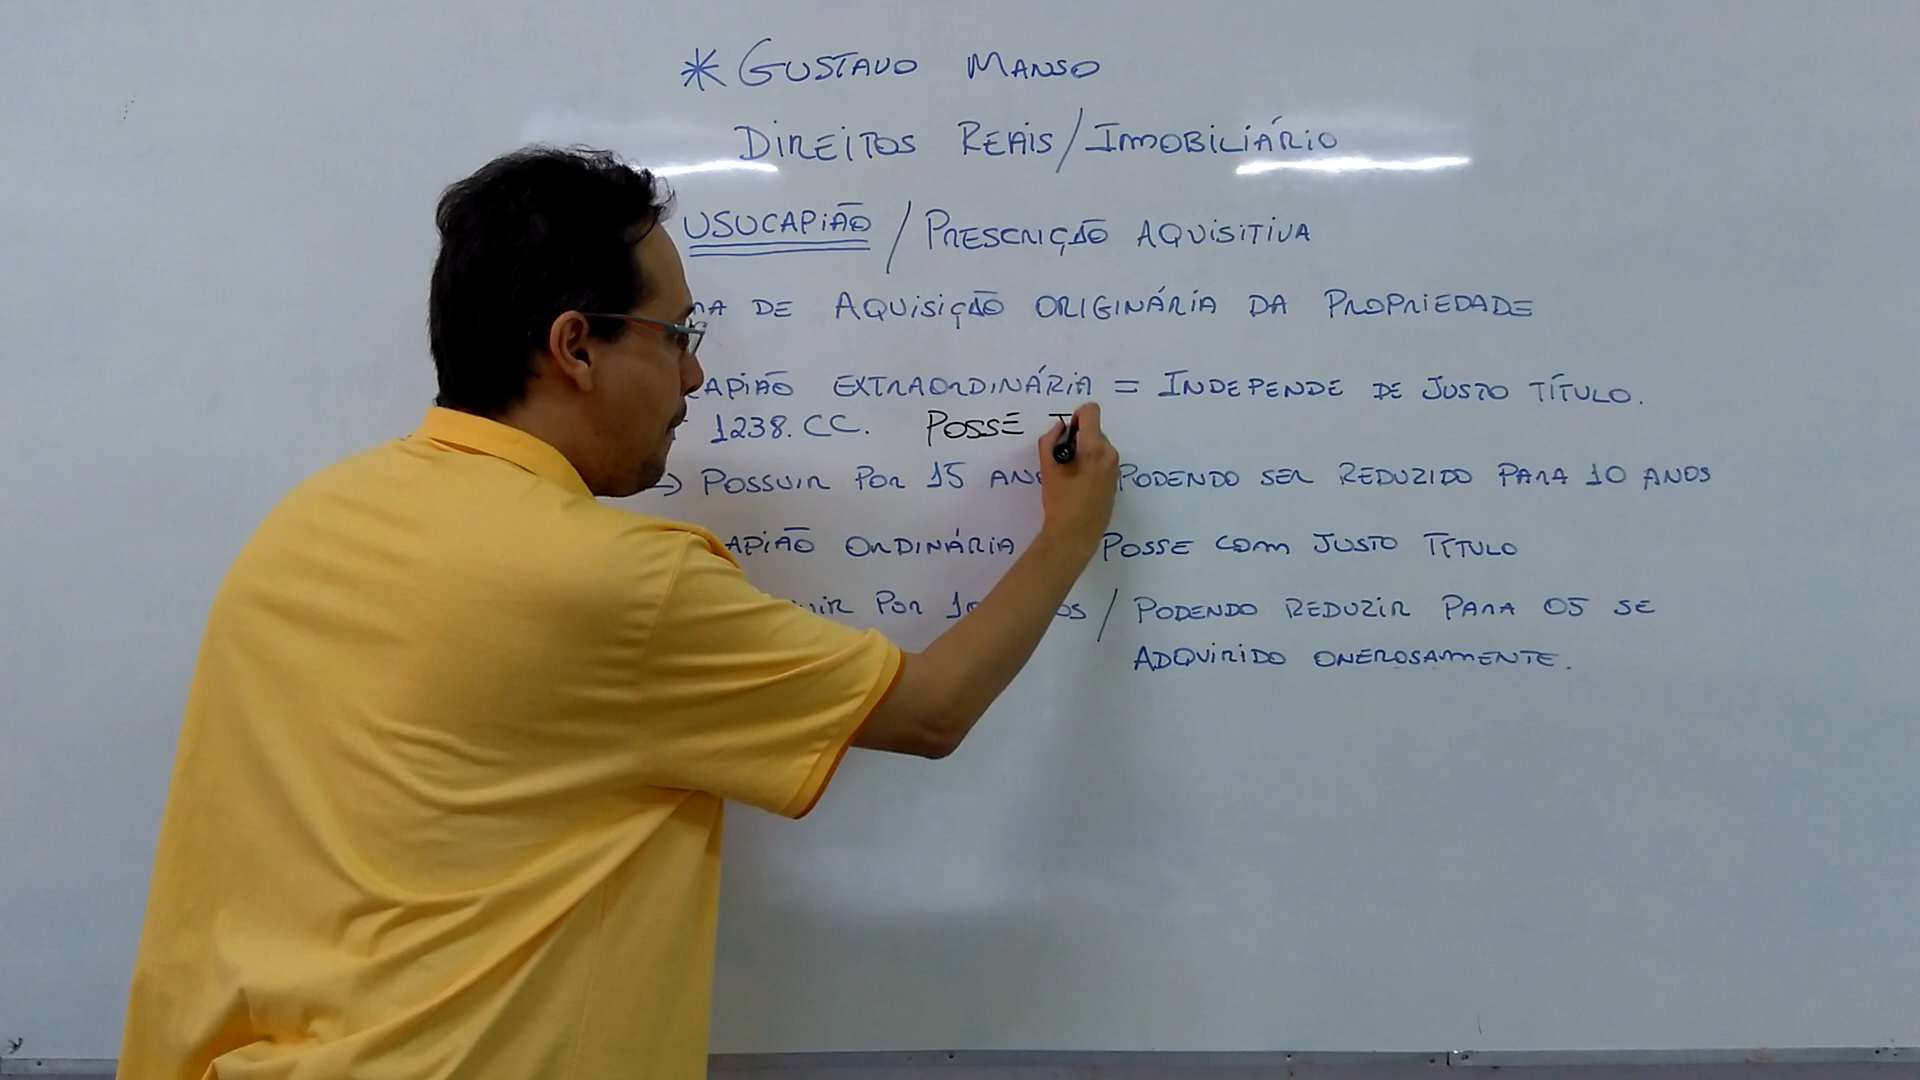 * GUSTAVO MANSO
DIREITOS REAIS / IMOBILIÁRIO
USUCAPIÃO / PRESCRIÇÃO AQUISITIVA
DE AQUISIÇÃO ORIGINÁRIA DA PROPRIEDADE
EXTRAORDINÁRIA = INDEPENDE DE JUSTO TÍTULO.
1238. CC. POSSE
→ POSSUIR POR 15 PODENDO SER REDUZIDO PARA 10 ANOS
ORDINÁRIA POSSE COM JUSTO TÍTULO
POR / PODENDO REDUZIR PARA 05 SE
ADQUIRIDO ONEROSAMENTE.